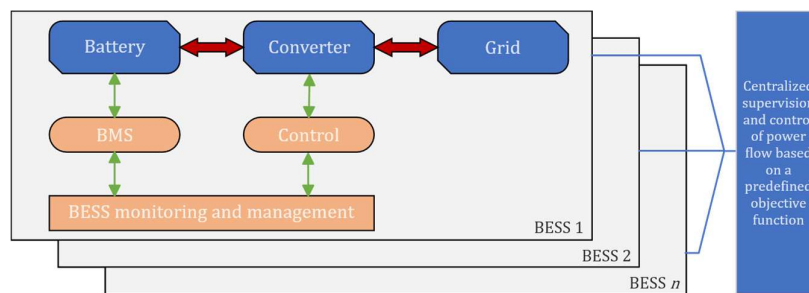 Battery
Converter
Grid
BMS
Control
BESS monitoring and management
BESS 1
BESS 2
BESS n
Centralized
supervision
and control
of power
flow based
on a
predefined
objective
function